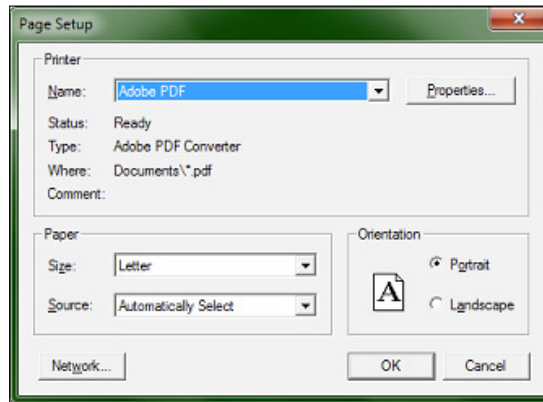 Page Setup
Printer
Name: Adobe PDF Properties...
Status: Ready
Type: Adobe PDF Converter
Where: Documents\*.pdf
Comment:
Paper
Size: Letter
Source: Automatically Select
Orientation
A
Portrait
Landscape
Network... OK Cancel